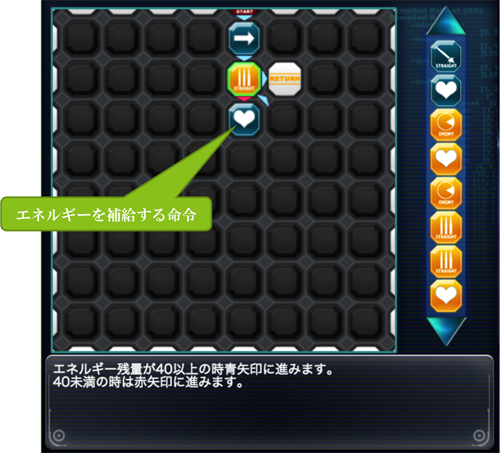 START
STRAIGHT
RETURN
STRAIGHT
ENEMY
ENEMY
STRAIGHT
STRAIGHT
エネルギーを補給する命令
エネルギー残量が40以上の時青矢印に進みます。
40未満の時は赤矢印に進みます。